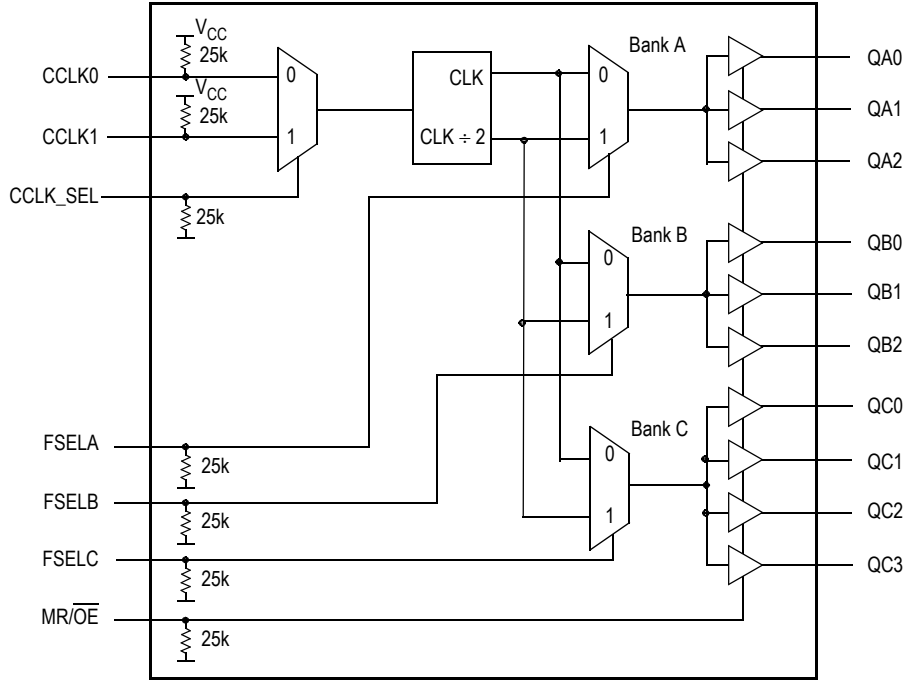 VCC
25k
CCLK0
0
CLK
0
Bank A
QA0
VCC
25k
QA1
CCLK1
1
CLK ÷ 2
1
QA2
CCLK_SEL
25k
Bank B
QB0
0
QB1
1
QB2
QC0
Bank C
FSELA
0
QC1
25k
FSELB
1
QC2
25k
FSELC
QC3
25k
MR/OE
25k